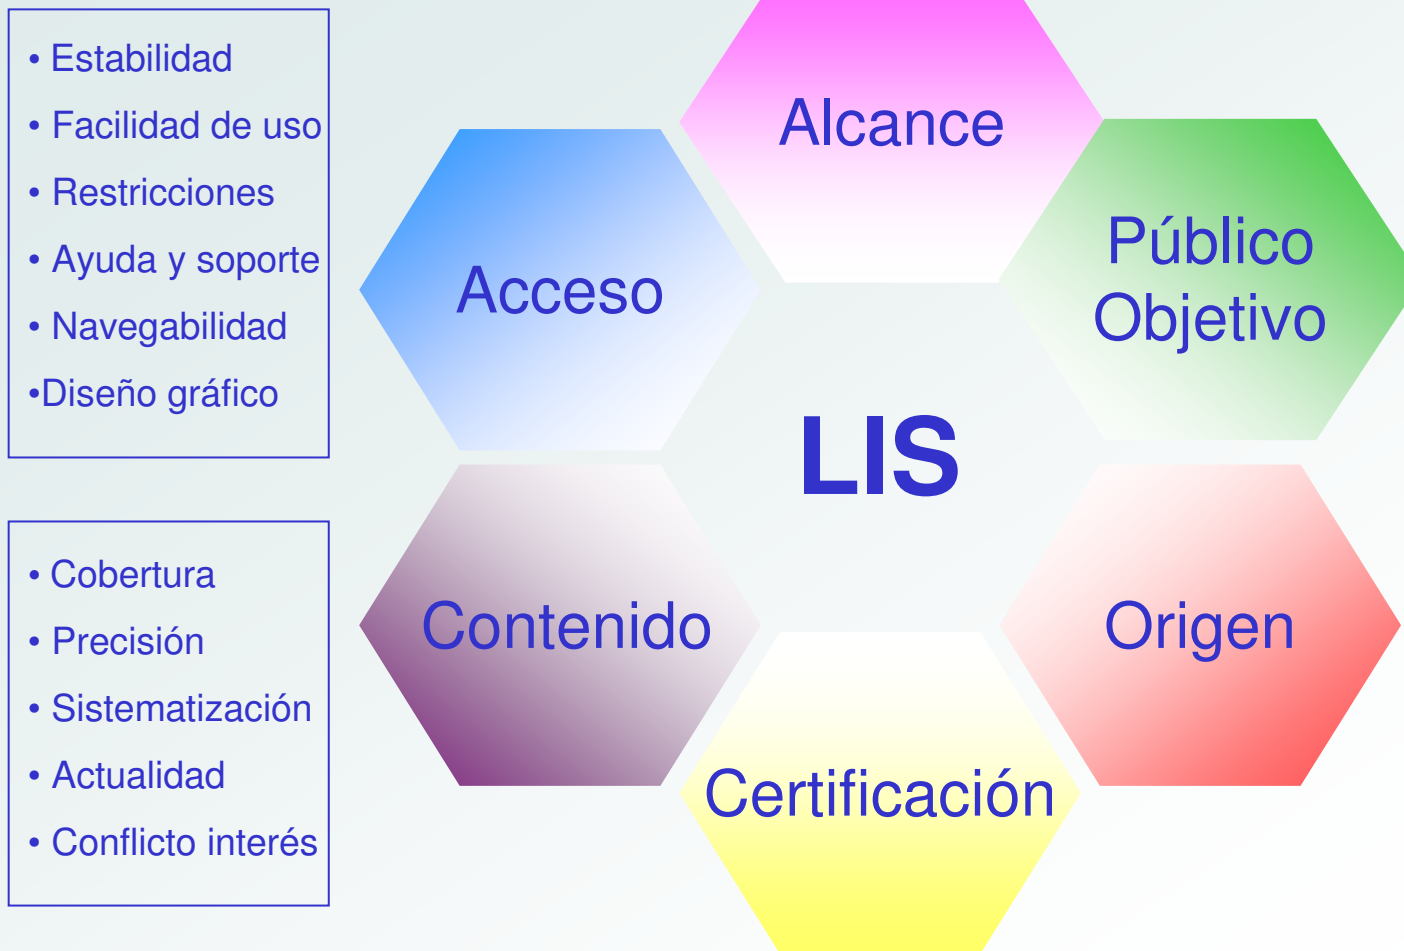 • Estabilidad
• Facilidad de uso
• Restricciones
• Ayuda y soporte
• Navegabilidad
•Diseño gráfico
• Cobertura
• Precisión
• Sistematización
• Actualidad
• Conflicto interés
Alcance
Acceso
Público
Objetivo
LIS
Contenido
Origen
Certificación